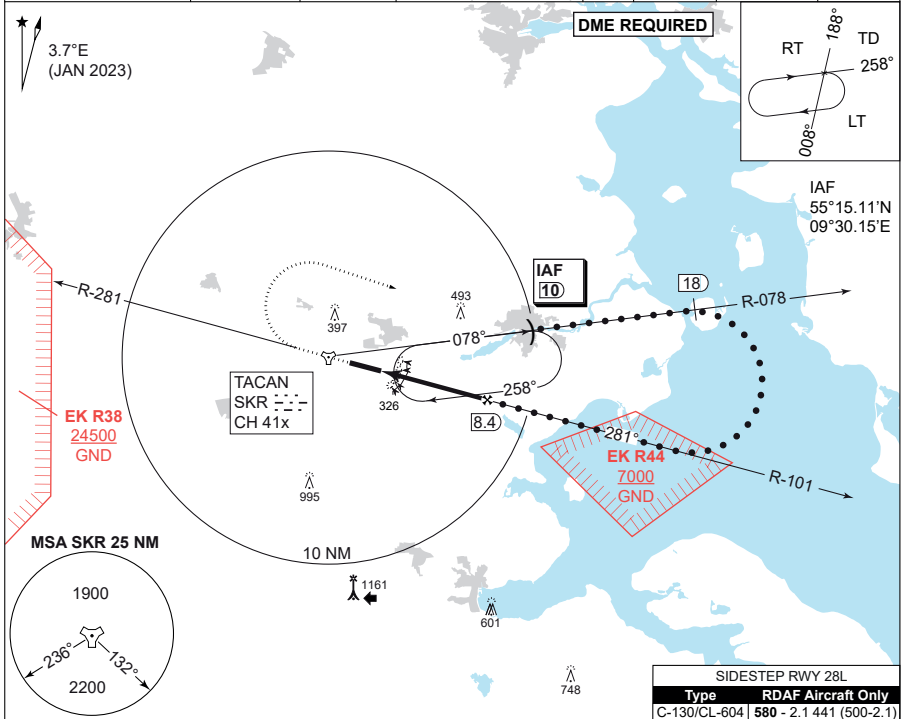 DME REQUIRED
3.7°E
(JAN 2023)
188°
RT
TD
258°
LT
008°
IAF
55°15.11'N
09°30.15'E
IAF
10
18
R-281
R-078
493
397
078°
258°
TACAN
SKR
CH 41x
326
8.4
281°
EK R38
24500
GND
EK R44
7000
GND
R-101
995
10 NM
MSA SKR 25 NM
1900
236°
132°
2200
1161
601
748
SIDESTEP RWY 28L
Type RDAF Aircraft Only
C-130/CL-604 580 - 2.1 441 (500-2.1)